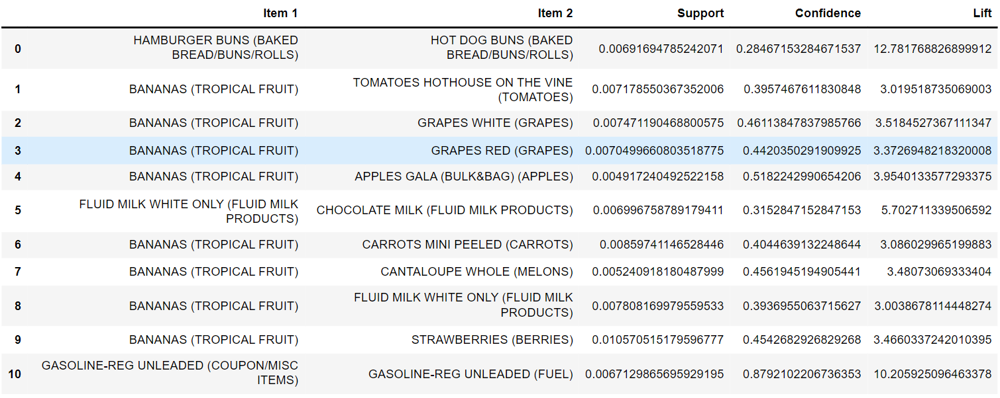 Item 1 Item 2 Support Confidence Lift
0 HAMBURGER BUNS (BAKED BREAD/BUNS/ROLLS) HOT DOG BUNS (BAKED BREAD/BUNS/ROLLS) 0.00691694785242071 0.28467153284671537 12.781768826899912
1 BANANAS (TROPICAL FRUIT) TOMATOES HOTHOUSE ON THE VINE (TOMATOES) 0.007178550367352006 0.3957467611830848 3.019518735069003
2 BANANAS (TROPICAL FRUIT) GRAPES WHITE (GRAPES) 0.007471190468800575 0.46113847837985766 3.5184527367111347
3 BANANAS (TROPICAL FRUIT) GRAPES RED (GRAPES) 0.0070499660803518775 0.4420350291909925 3.3726948218320008
4 BANANAS (TROPICAL FRUIT) APPLES GALA (BULK&BAG) (APPLES) 0.004917240492522158 0.5182242990654206 3.9540133577293375
5 FLUID MILK WHITE ONLY (FLUID MILK PRODUCTS) CHOCOLATE MILK (FLUID MILK PRODUCTS) 0.006996758789179411 0.3152847152847153 5.702711339506592
6 BANANAS (TROPICAL FRUIT) CARROTS MINI PEELED (CARROTS) 0.00859741146528446 0.4044639132248644 3.086029965199883
7 BANANAS (TROPICAL FRUIT) CANTALOUPE WHOLE (MELONS) 0.005240918180487999 0.4561945194905441 3.48073069333404
8 BANANAS (TROPICAL FRUIT) FLUID MILK WHITE ONLY (FLUID MILK PRODUCTS) 0.007808169979559533 0.3936955063715627 3.0038678114448274
9 BANANAS (TROPICAL FRUIT) STRAWBERRIES (BERRIES) 0.010570515179596777 0.4542682926829268 3.4660337242010395
10 GASOLINE-REG UNLEADED (COUPON/MISC ITEMS) GASOLINE-REG UNLEADED (FUEL) 0.0067129865695929195 0.8792102206736353 10.205925096463378